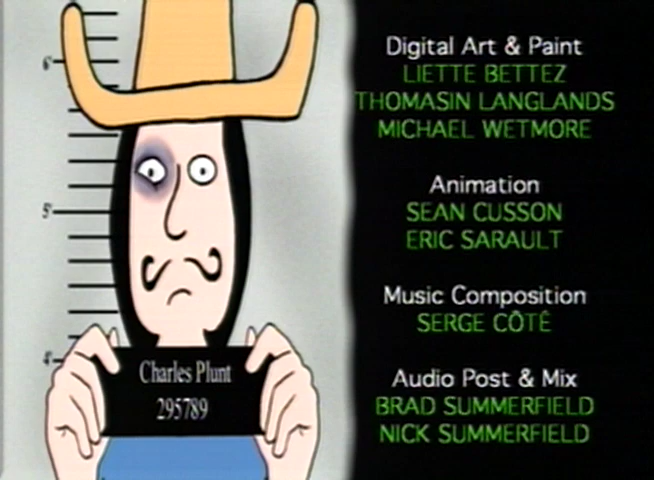 6'
5'
4'
Charles Plunt
295789
Digital Art & Paint
LIETTE BETTEZ
THOMASIN LANGLANDS
MICHAEL WETMORE
Animation
SEAN CUSSON
ERIC SARAULT
Music Composition
SERGE CÔTÉ
Audio Post & Mix
BRAD SUMMERFIELD
NICK SUMMERFIELD